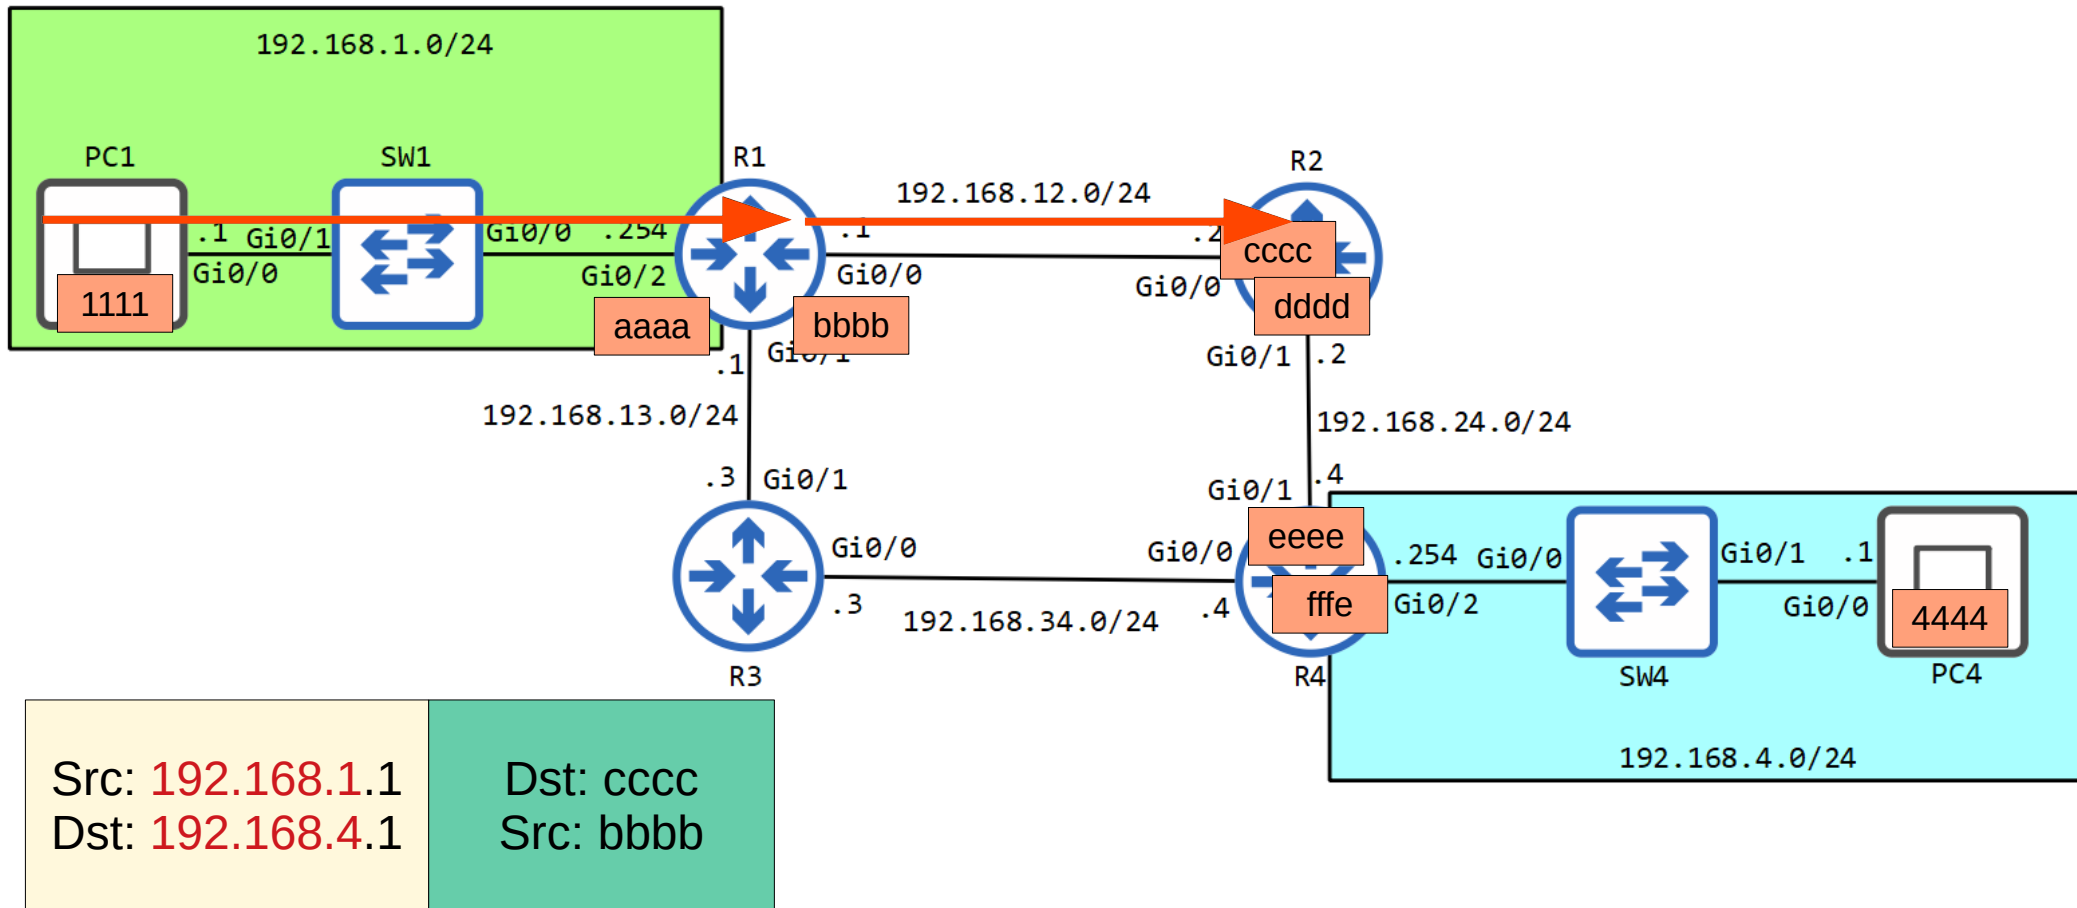 192.168.1.0/24
PC1
SW1
R1
R2
192.168.12.0/24
.1 Gi0/1
Gi0/0 .254
.1
.2
Gi0/0
Gi0/2
Gi0/0
Gi0/0
cccc
1111
aaaa
bbbb
dddd
.1
Gi0/1
Gi0/1 .2
192.168.13.0/24
192.168.24.0/24
.3 Gi0/1
.4
Gi0/1
eeee
Gi0/0
Gi0/0
.254 Gi0/0
Gi0/1 .1
.3
.4
fffe
Gi0/2
Gi0/0
4444
192.168.34.0/24
R3
R4
SW4
PC4
192.168.4.0/24
Src: 192.168.1.1
Dst: 192.168.4.1
Dst: cccc
Src: bbbb